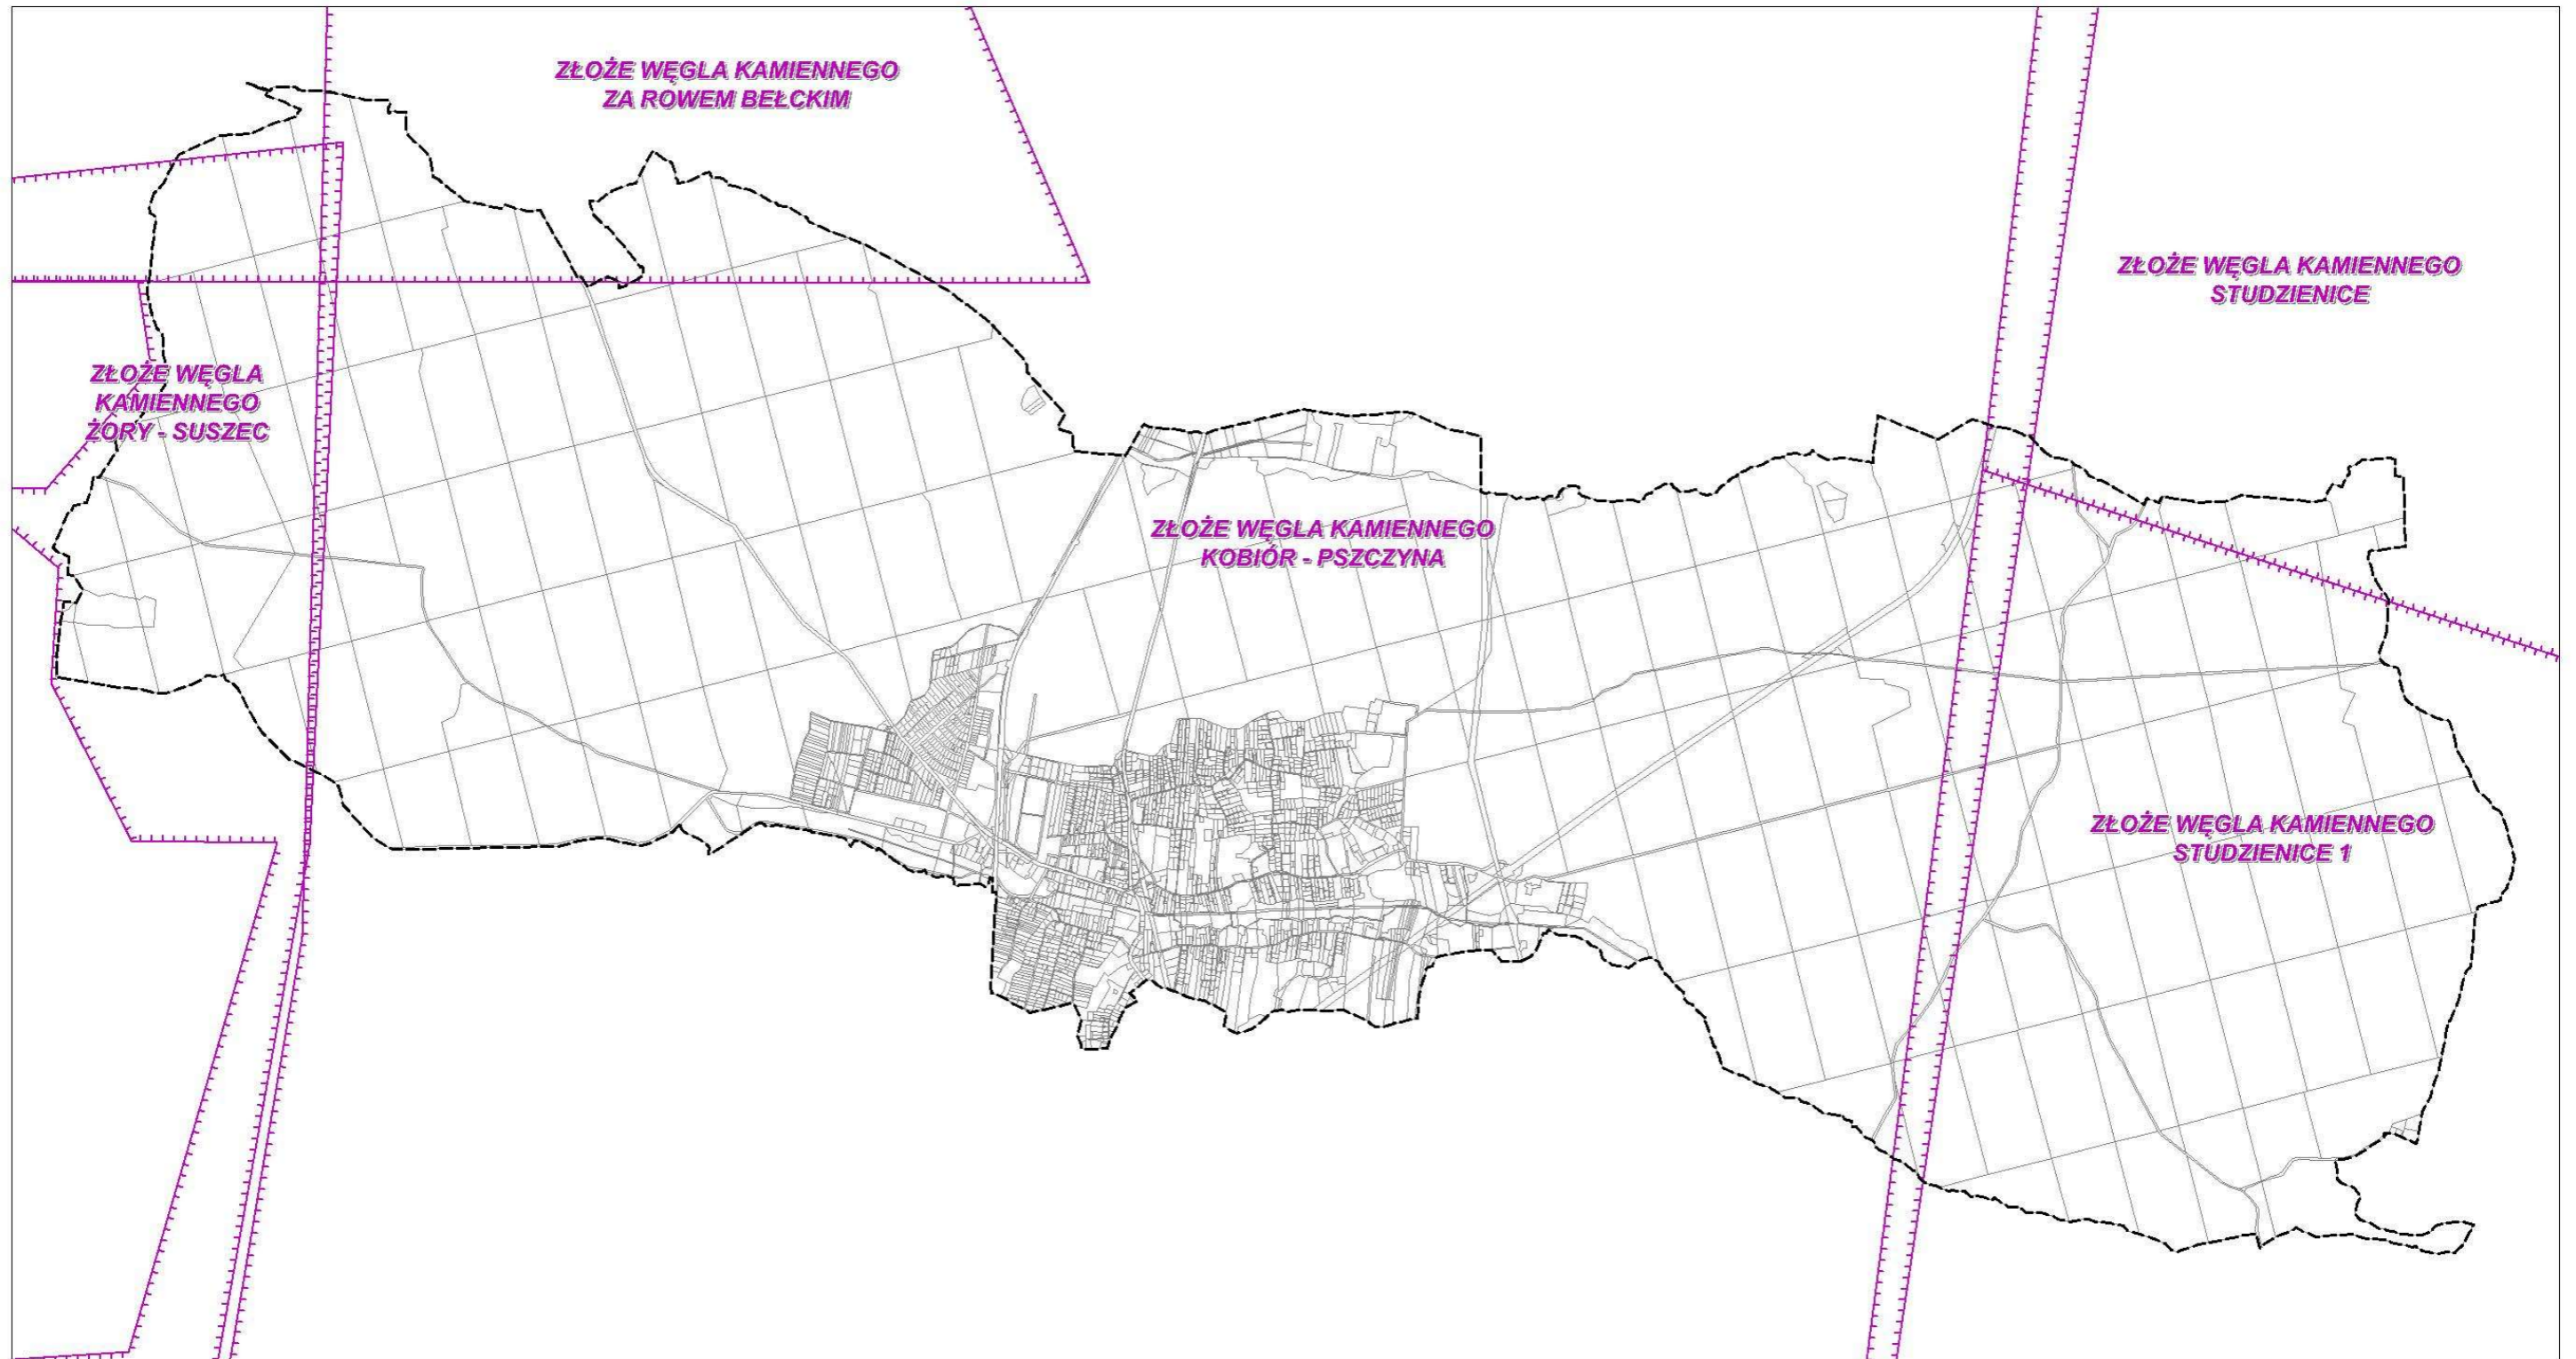 ZŁOŻE WĘGLA KAMIENNEGO
ZA ROWEM BEŁCKIM
ZŁOŻE WĘGLA KAMIENNEGO
STUDZIENICE
ZŁOŻE WĘGLA
KAMIENNEGO
ŻORY - SUSZEC
ZŁOŻE WĘGLA KAMIENNEGO
KOBIÓR - PSZCZYNA
ZŁOŻE WĘGLA KAMIENNEGO
STUDZIENICE 1